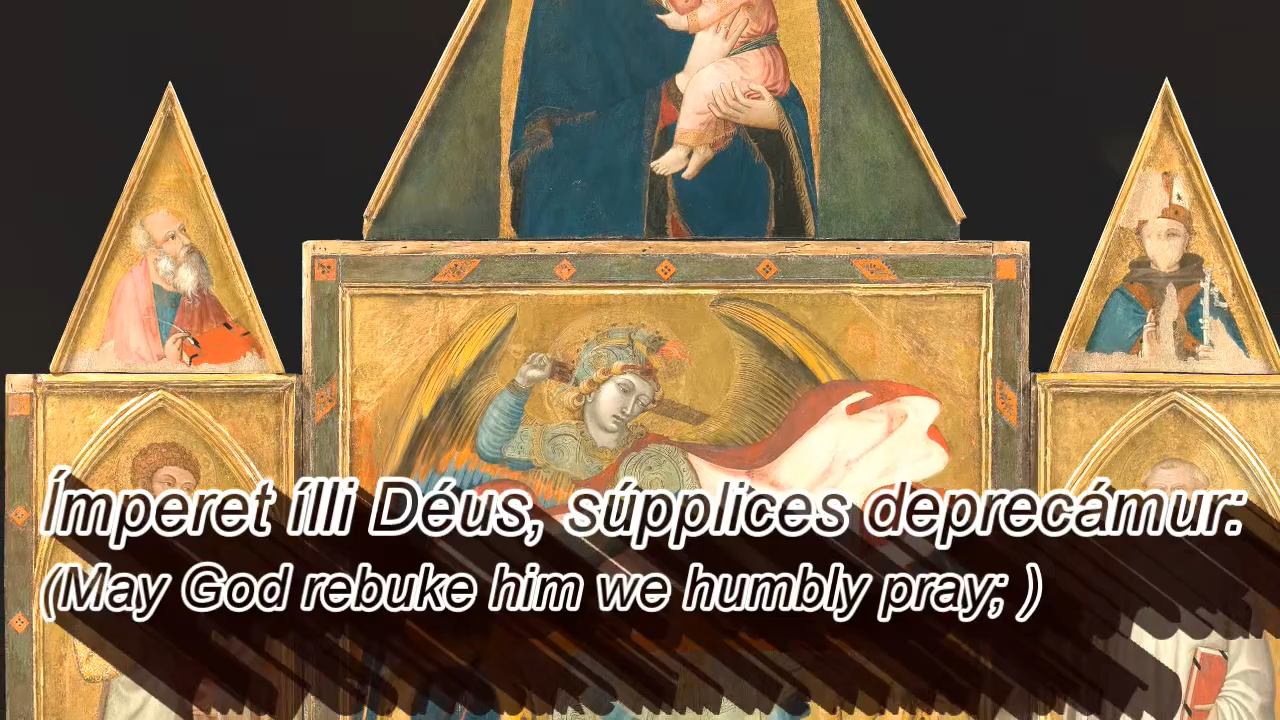 Ímperet ílli Déus, súpplices deprecámur:
(May God rebuke him we humbly pray; )